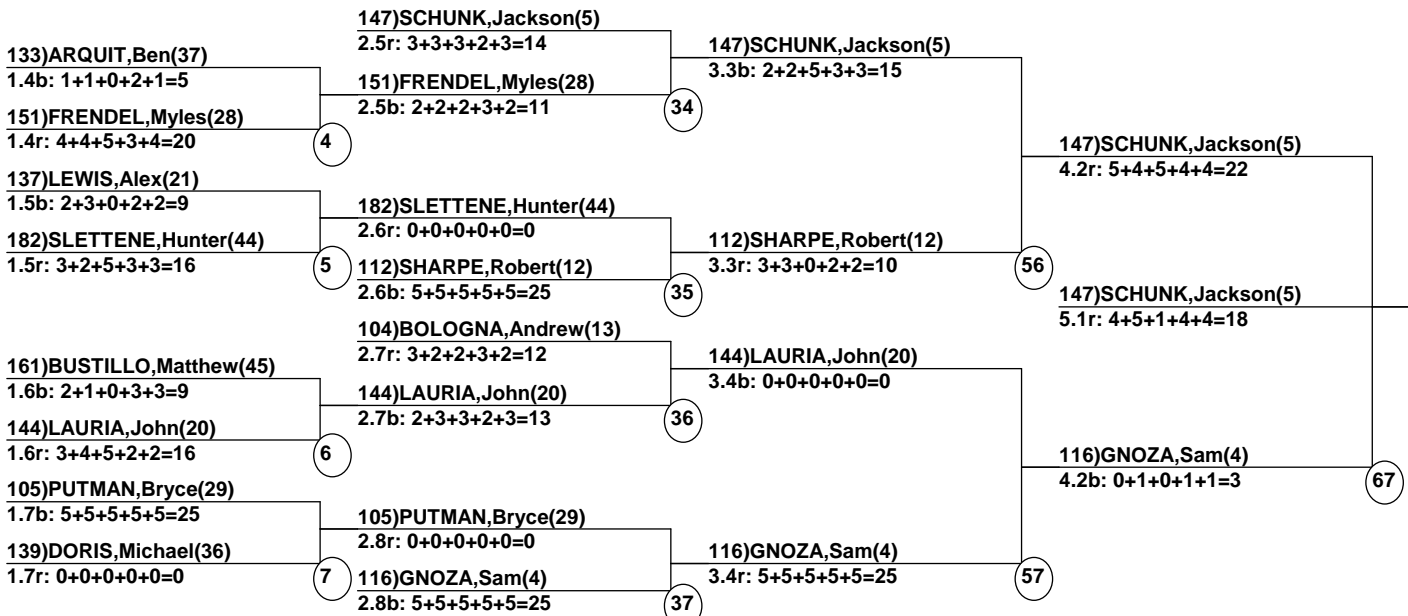 133)ARQUIT,Ben(37)
1.4b: 1+1+0+2+1=5
151)FRENDEL,Myles(28)
1.4r: 4+4+5+3+4=20
4
137)LEWIS,Alex(21)
1.5b: 2+3+0+2+2=9
182)SLETTENE,Hunter(44)
1.5r: 3+2+5+3+3=16
5
161)BUSTILLO,Matthew(45)
1.6b: 2+1+0+3+3=9
144)LAURIA,John(20)
1.6r: 3+4+5+2+2=16
6
105)PUTMAN,Bryce(29)
1.7b: 5+5+5+5+5=25
139)DORIS,Michael(36)
1.7r: 0+0+0+0+0=0
7
147)SCHUNK,Jackson(5)
2.5r: 3+3+3+2+3=14
151)FRENDEL,Myles(28)
2.5b: 2+2+2+3+2=11
34
182)SLETTENE,Hunter(44)
2.6r: 0+0+0+0+0=0
112)SHARPE,Robert(12)
2.6b: 5+5+5+5+5=25
35
104)BOLOGNA,Andrew(13)
2.7r: 3+2+2+3+2=12
144)LAURIA,John(20)
2.7b: 2+3+3+2+3=13
36
105)PUTMAN,Bryce(29)
2.8r: 0+0+0+0+0=0
116)GNOZA,Sam(4)
2.8b: 5+5+5+5+5=25
37
147)SCHUNK,Jackson(5)
3.3b: 2+2+5+3+3=15
112)SHARPE,Robert(12)
3.3r: 3+3+0+2+2=10
56
144)LAURIA,John(20)
3.4b: 0+0+0+0+0=0
116)GNOZA,Sam(4)
3.4r: 5+5+5+5+5=25
57
147)SCHUNK,Jackson(5)
4.2r: 5+4+5+4+4=22
147)SCHUNK,Jackson(5)
5.1r: 4+5+1+4+4=18
116)GNOZA,Sam(4)
4.2b: 0+1+0+1+1=3
67